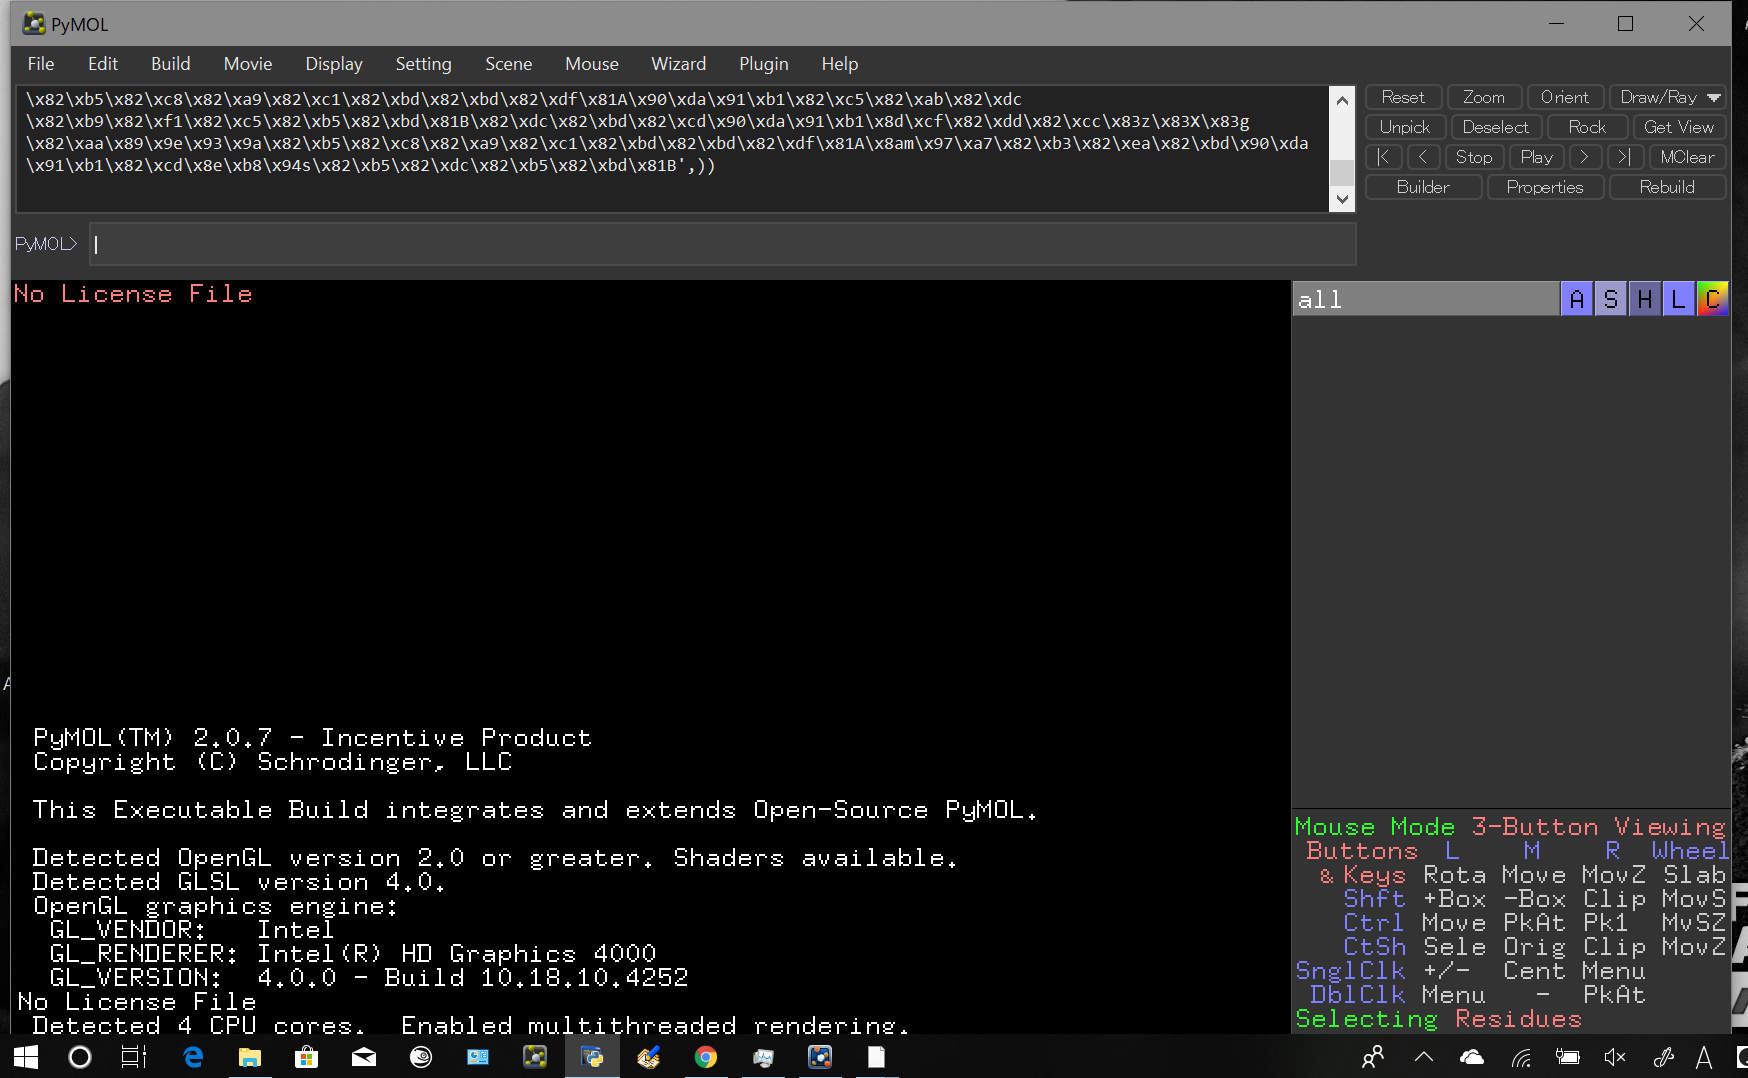 PyMOL
File Edit Build Movie Display Setting Scene Mouse Wizard Plugin Help
\x82\xb5\x82\xc8\x82\xa9\x82\xc1\x82\xbd\x82\xbd\x82\xdf\x81A\x90\xda\x91\xb1\x82\xc5\x82\xab\x82\xdc
\x82\xb9\x82\xf1\x82\xc5\x82\xb5\x82\xbd\x81B\x82\xdc\x82\xbd\x82\xcd\x90\xda\x91\xb1\x8d\xcf\x82\xdd\x82\xcc\x83z\x83X\x83g
\x82\xaa\x89\x9e\x93\x9a\x82\xb5\x82\xc8\x82\xa9\x82\xc1\x82\xbd\x82\xbd\x82\xdf\x81A\x8am\x97\xa7\x82\xb3\x82\xea\x82\xbd\x90\xda
\x91\xb1\x82\xcd\x8e\xb8\x94s\x82\xb5\x82\xdc\x82\xb5\x82\xbd\x81B',))
PyMOL>
Reset Zoom Orient Draw/Ray
Unpick Deselect Rock Get View
|< < Stop Play > >| MClear
Builder Properties Rebuild
No License File
all A S H L C
PyMOL(TM) 2.0.7 - Incentive Product
Copyright (C) Schrodinger, LLC
This Executable Build integrates and extends Open-Source PyMOL.
Detected OpenGL version 2.0 or greater. Shaders available.
Detected GLSL version 4.0.
OpenGL graphics engine:
GL_VENDOR: Intel
GL_RENDERER: Intel(R) HD Graphics 4000
GL_VERSION: 4.0.0 - Build 10.18.10.4252
No License File
Detected 4 CPU cores. Enabled multithreaded rendering.
Mouse Mode 3-Button Viewing
Buttons L M R Wheel
& Keys Rota Move MovZ Slab
Shft +Box -Box Clip MovS
Ctrl Move PkAt Pk1 MvSZ
CtSh Sele Orig Clip MovZ
SnglClk +/- Cent Menu
DblClk Menu - PkAt
Selecting Residues
A